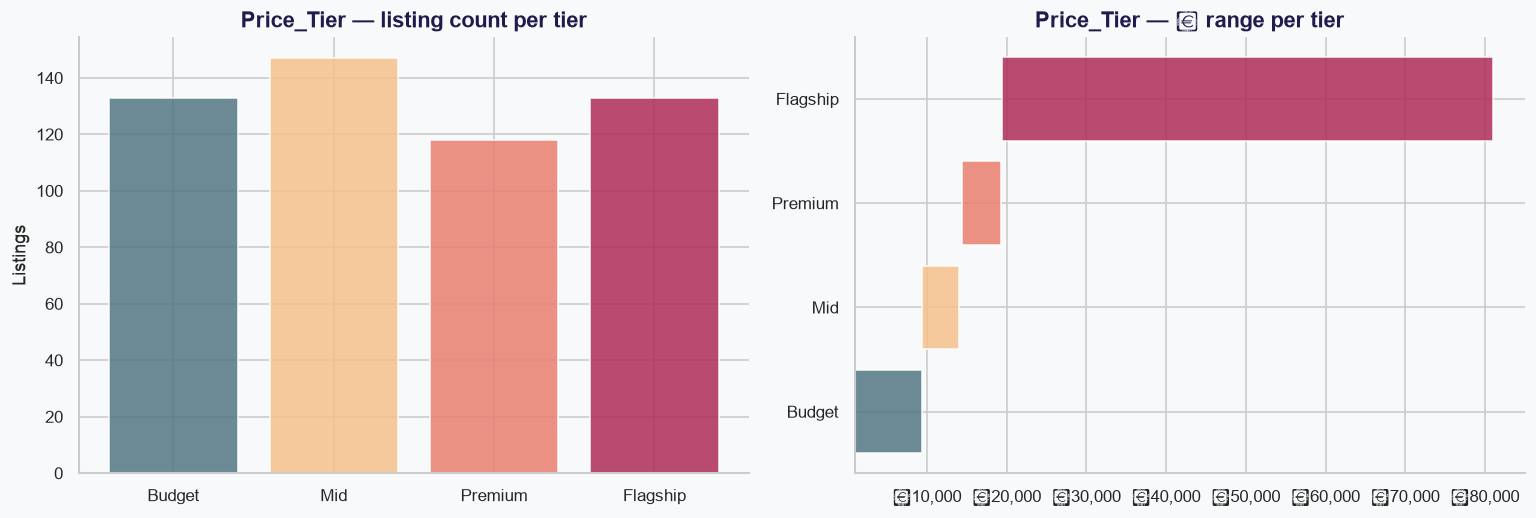 Price_Tier — listing count per tier
Listings
140
120
100
80
60
40
20
0
Budget
Mid
Premium
Flagship
Price_Tier — € range per tier
Flagship
Premium
Mid
Budget
€10,000
€20,000
€30,000
€40,000
€50,000
€60,000
€70,000
€80,000